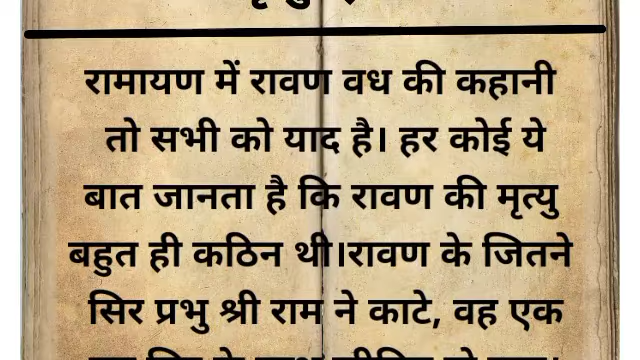 रामायण में रावण वध की कहानी
तो सभी को याद है। हर कोई ये
बात जानता है कि रावण की मृत्यु
बहुत ही कठिन थी।रावण के जितने
सिर प्रभु श्री राम ने काटे, वह एक